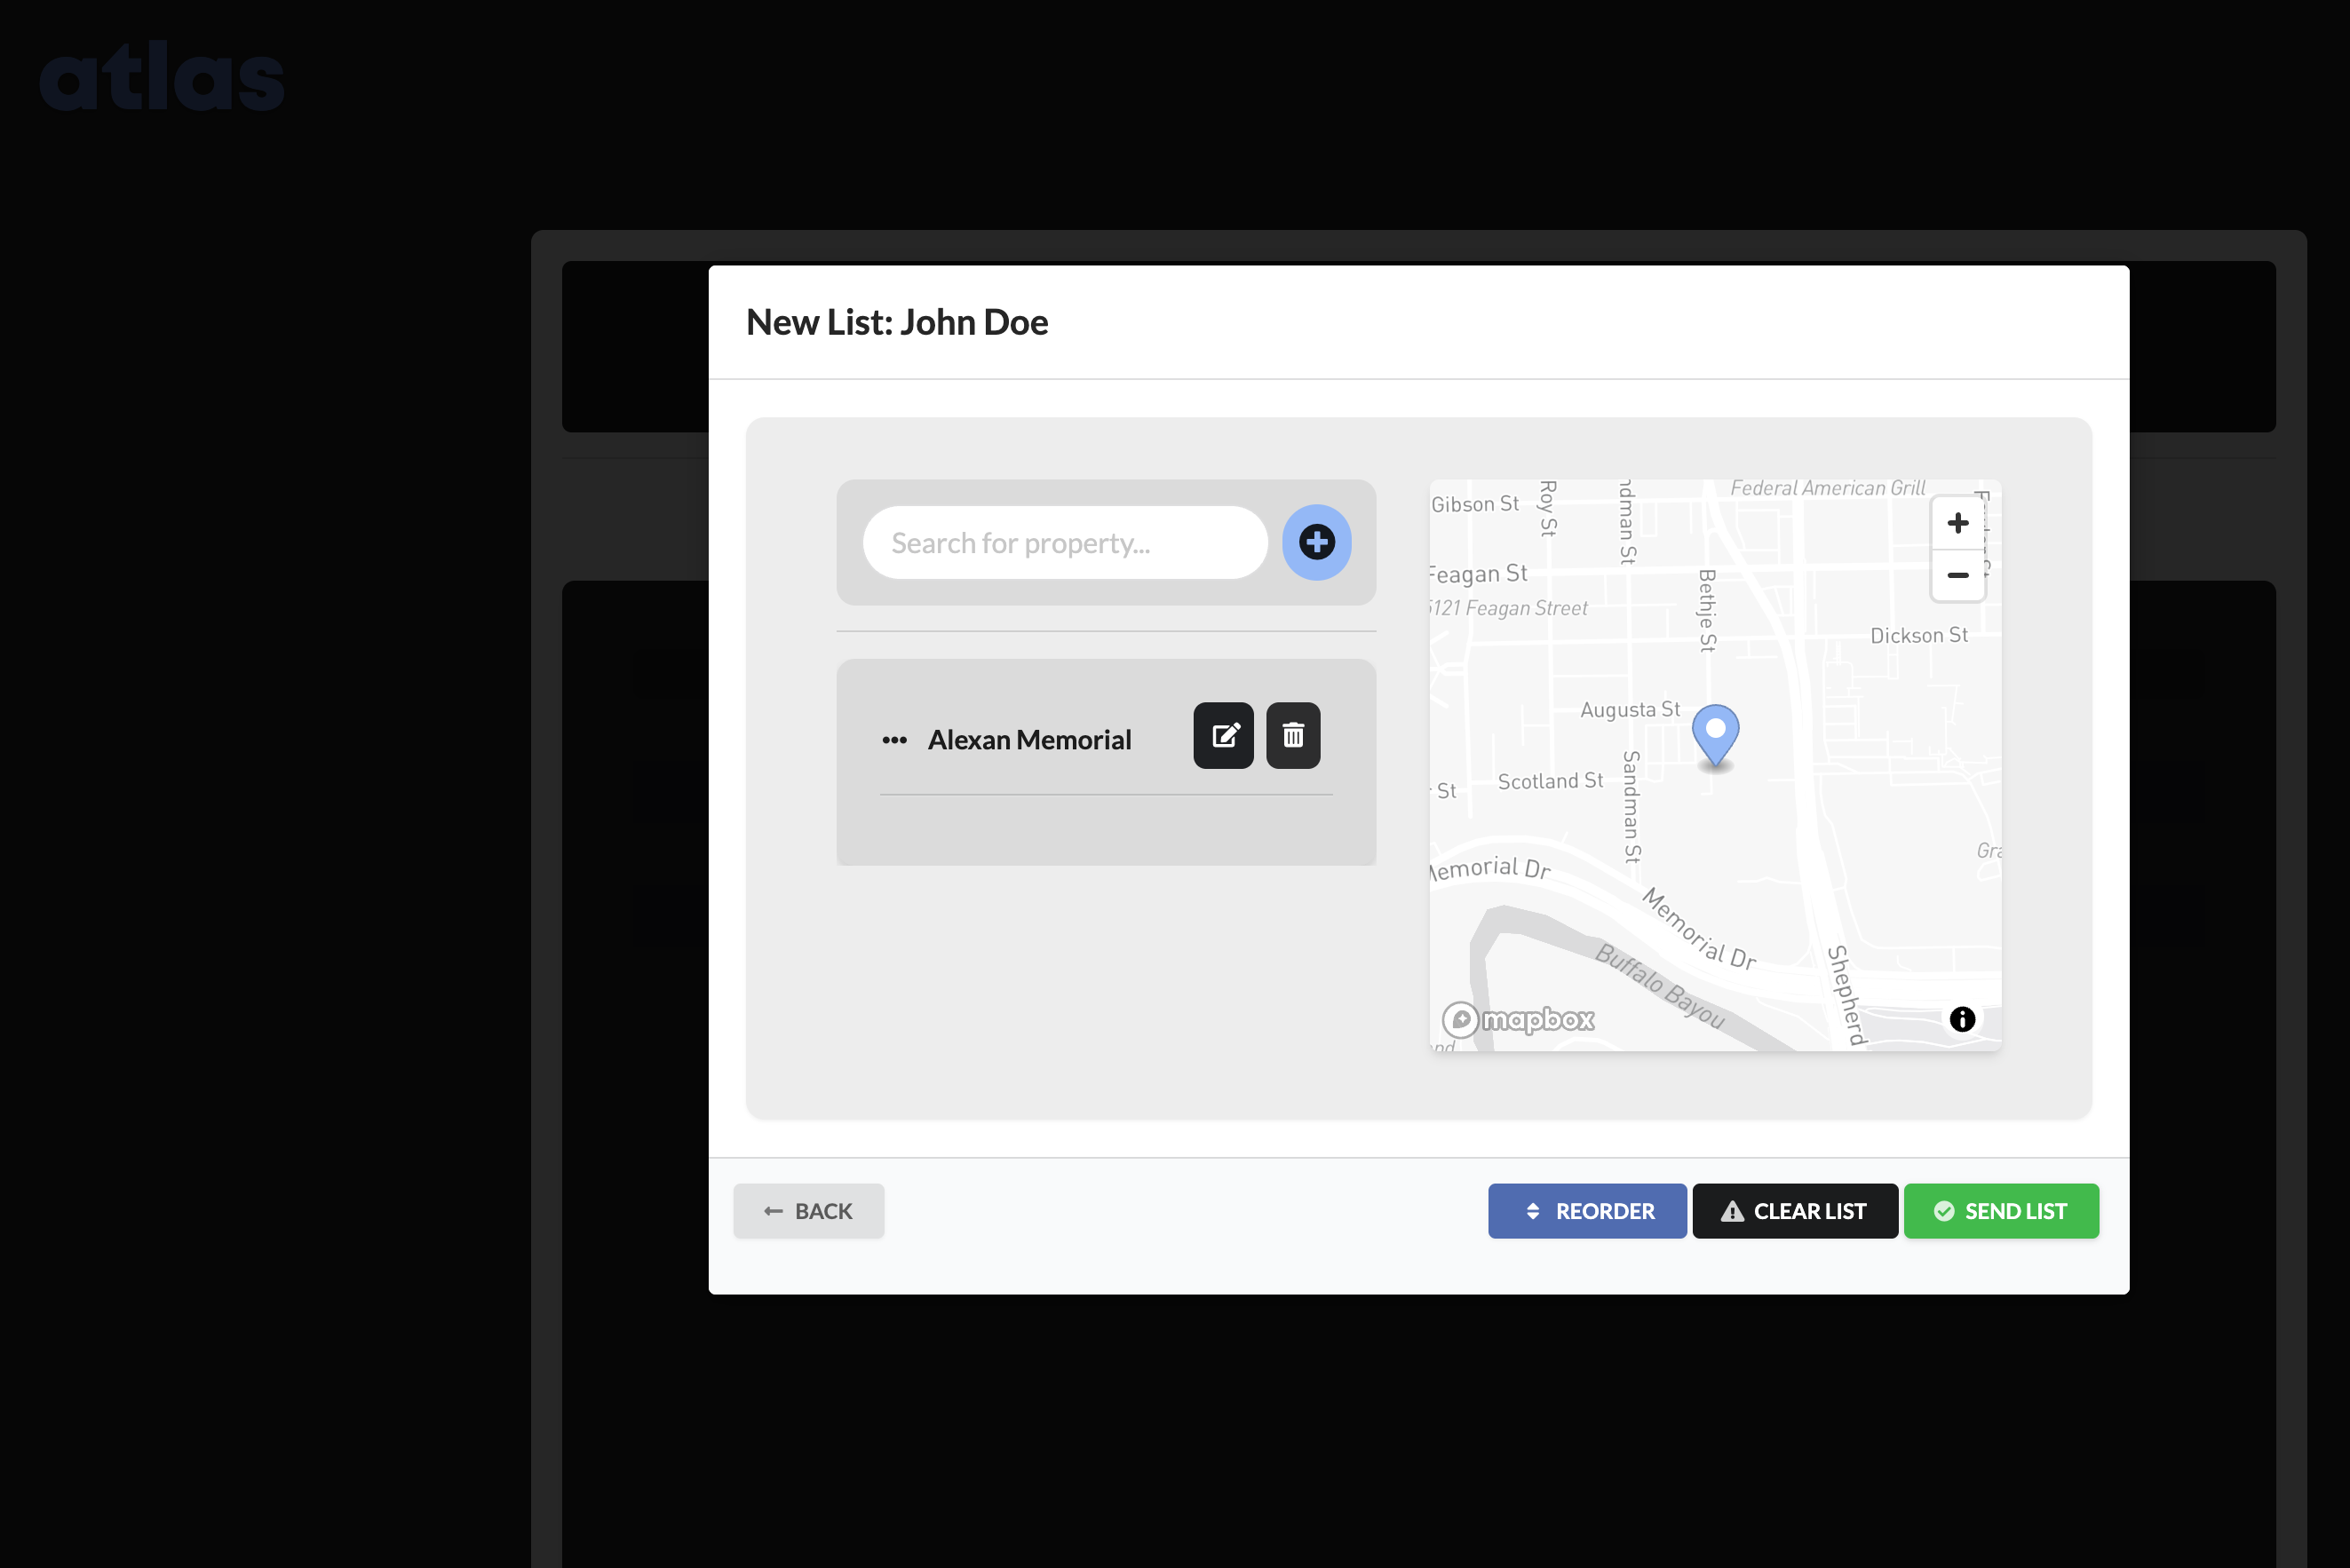 atlas
New List: John Doe
Search for property...
Alexan Memorial
Federal American Grill
Gibson St
Roy St
Feagan St
5121 Feagan Street
Bethje St
Dickson St
Augusta St
Scotland St
Sandman St
St
Memorial Dr
Memorial Dr
Buffalo Bayou
Shepherd
mapbox
BACK
REORDER
CLEAR LIST
SEND LIST